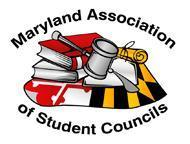 Maryland Association
of Student Councils